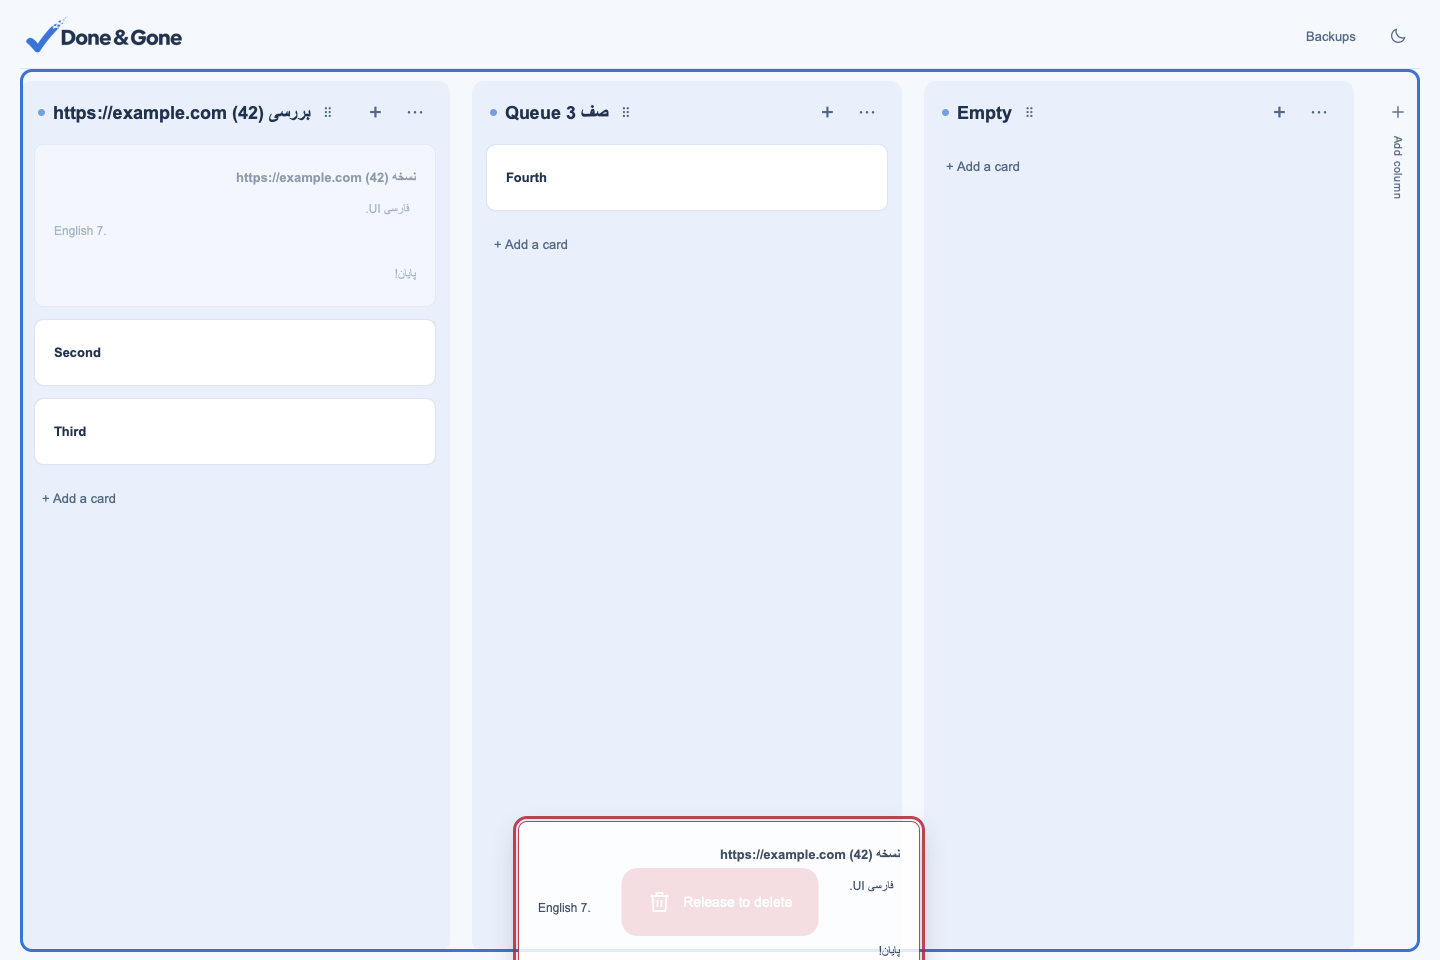 Done & Gone
Backups
https://example.com (42) بررسی
نسخه (42) https://example.com
فارسی UI.
English 7.
پایان!
Second
Third
+ Add a card
Queue 3 صف
Fourth
+ Add a card
Empty
+ Add a card
Add column
نسخه (42) https://example.com
فارسی UI.
English 7.
Release to delete
پایان!